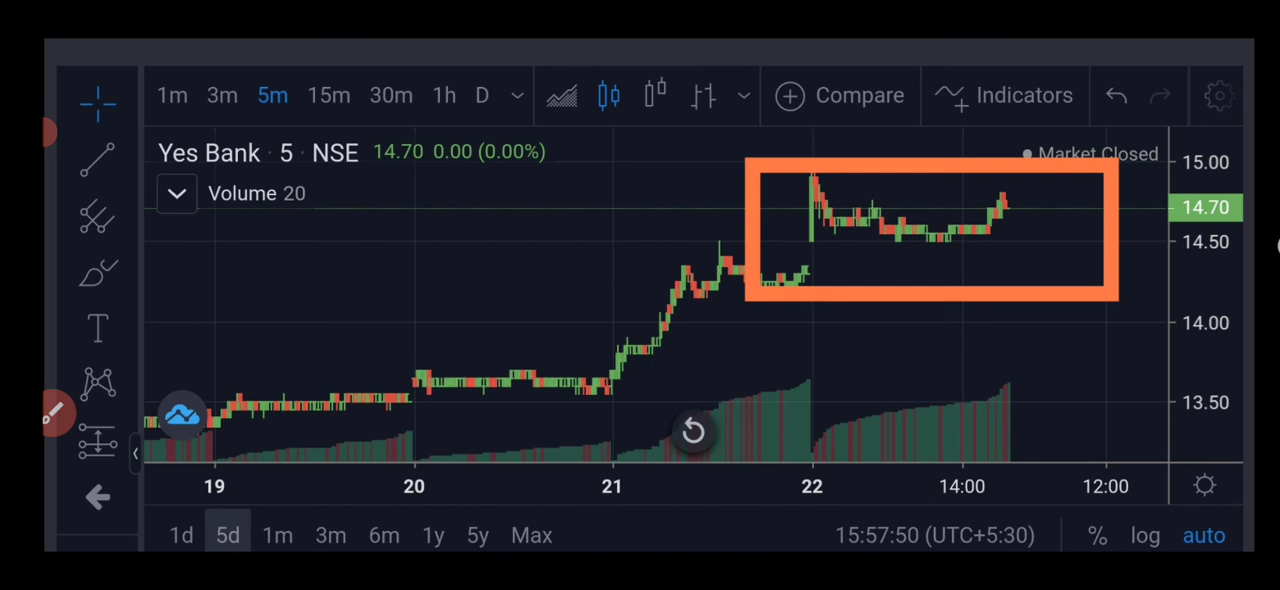 1m 3m 5m 15m 30m 1h D Compare Indicators
Yes Bank · 5 · NSE 14.70 0.00 (0.00%)
Market Closed
Volume 20
15.00
14.70
14.50
14.00
13.50
T
19 20 21 22 14:00 12:00
1d 5d 1m 3m 6m 1y 5y Max 15:57:50 (UTC+5:30) % log auto